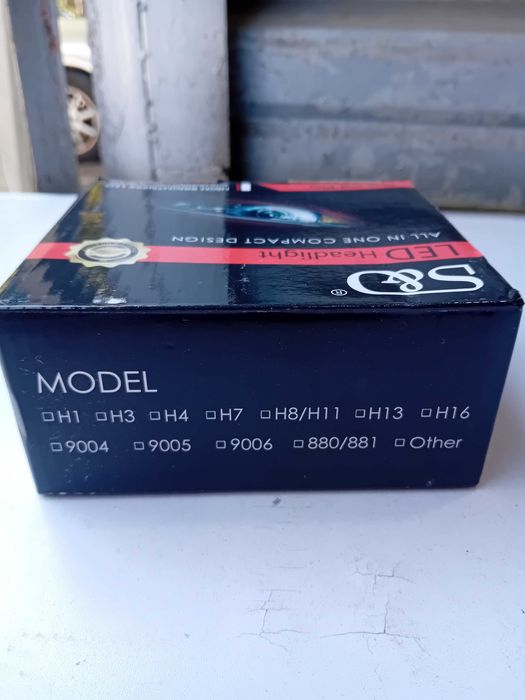 S&D ®
LED Headlight
ALL-IN ONE COMPACT DESIGN
MODEL
□H1 □H3 □H4 □H7 □H8/H11 □H13 □H16
□9004 □9005 □9006 □880/881 □Other